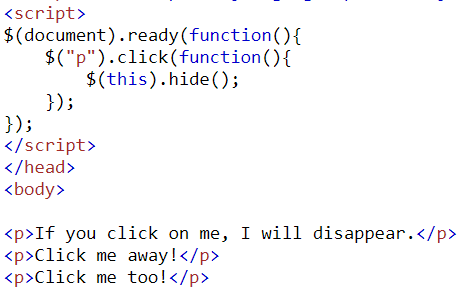 <script>
$(document).ready(function(){
    $("p").click(function(){
        $(this).hide();
    });
});
</script>
</head>
<body>

<p>If you click on me, I will disappear.</p>
<p>Click me away!</p>
<p>Click me too!</p>